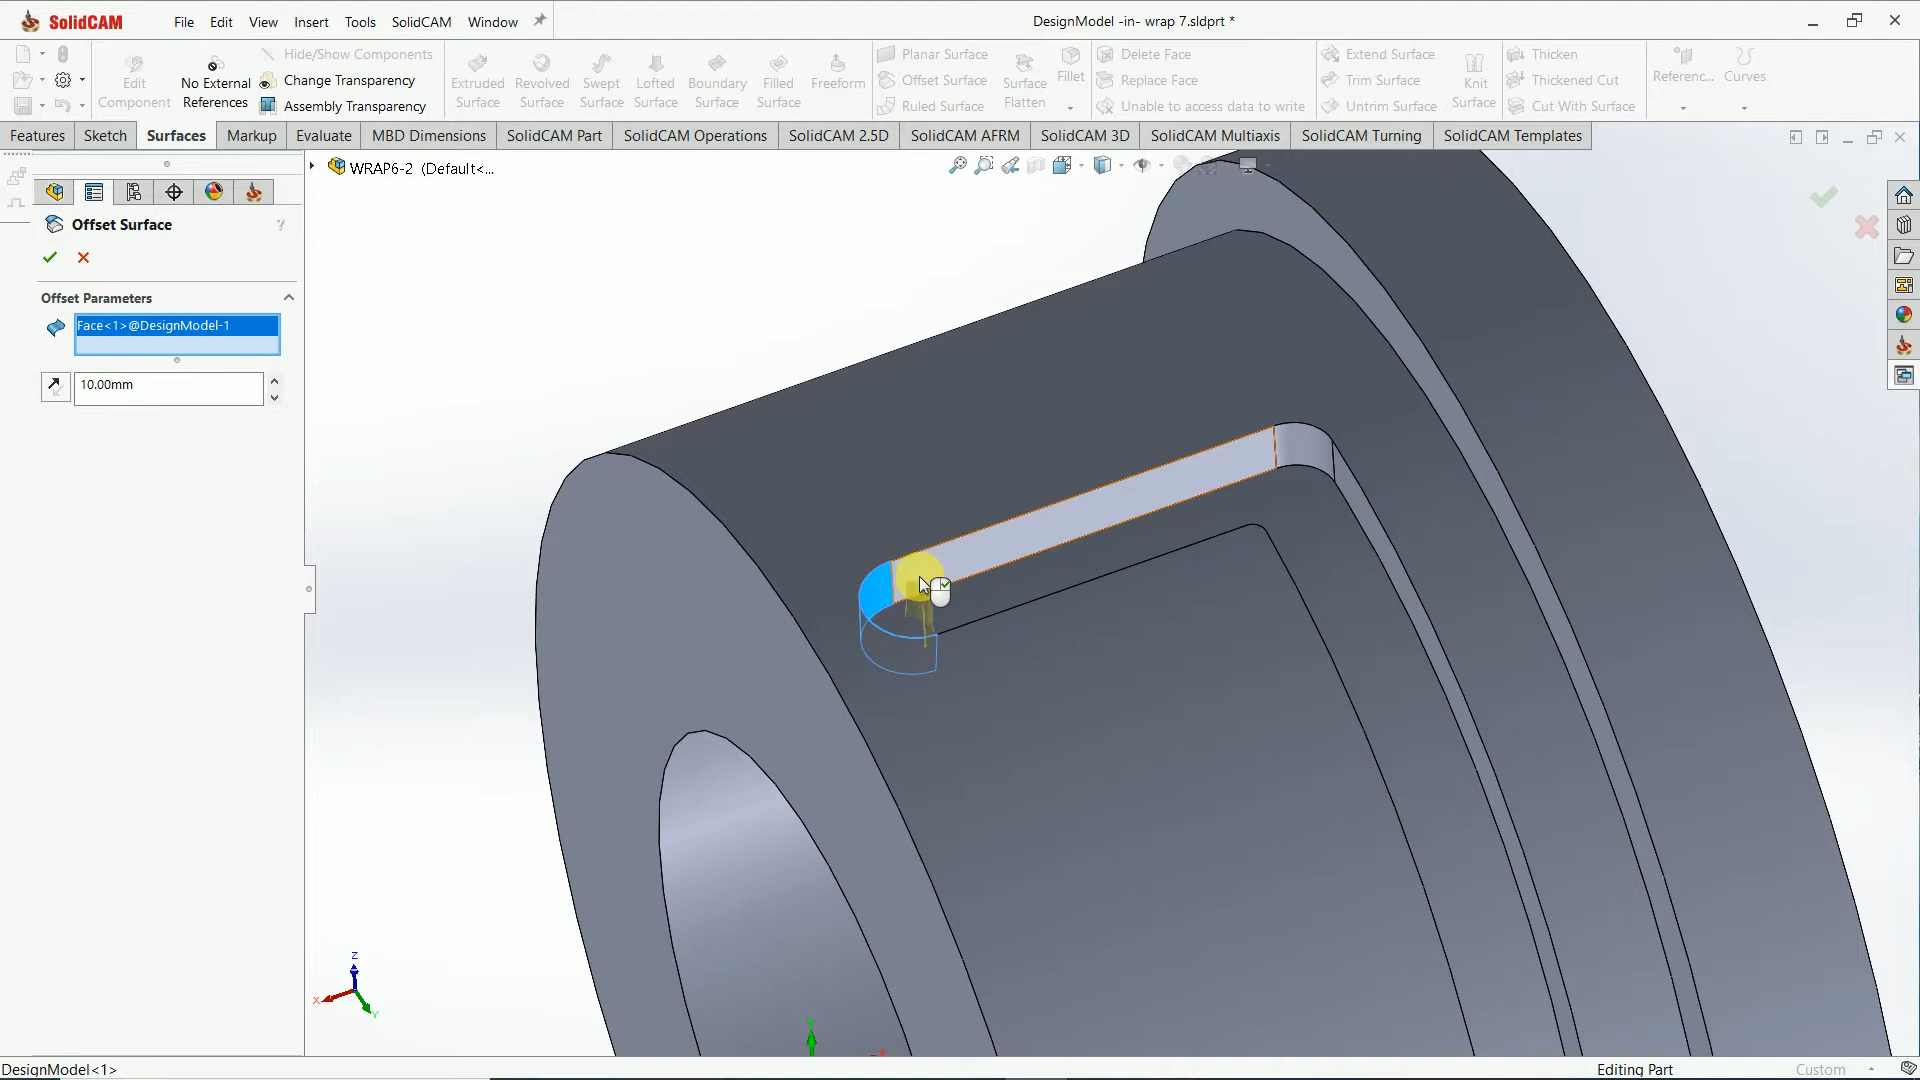 SolidCAM
File Edit View Insert Tools SolidCAM Window
DesignModel -in- wrap 7.sldprt *
Edit Component
No External References
Hide/Show Components
Change Transparency
Assembly Transparency
Extruded Surface
Revolved Surface
Swept Surface
Lofted Surface
Boundary Surface
Filled Surface
Freeform
Planar Surface
Offset Surface
Ruled Surface
Surface Flatten
Fillet
Delete Face
Replace Face
Unable to access data to write
Extend Surface
Trim Surface
Untrim Surface
Knit Surface
Thicken
Thickened Cut
Cut With Surface
Referenc...
Curves
Features Sketch Surfaces Markup Evaluate MBD Dimensions SolidCAM Part SolidCAM Operations SolidCAM 2.5D SolidCAM AFRM SolidCAM 3D SolidCAM Multiaxis SolidCAM Turning SolidCAM Templates
WRAP6-2 (Default<...
Offset Surface
?
Offset Parameters
Face<1>@DesignModel-1
10.00mm
Z
X
Y
Y
DesignModel<1>
Editing Part
Custom